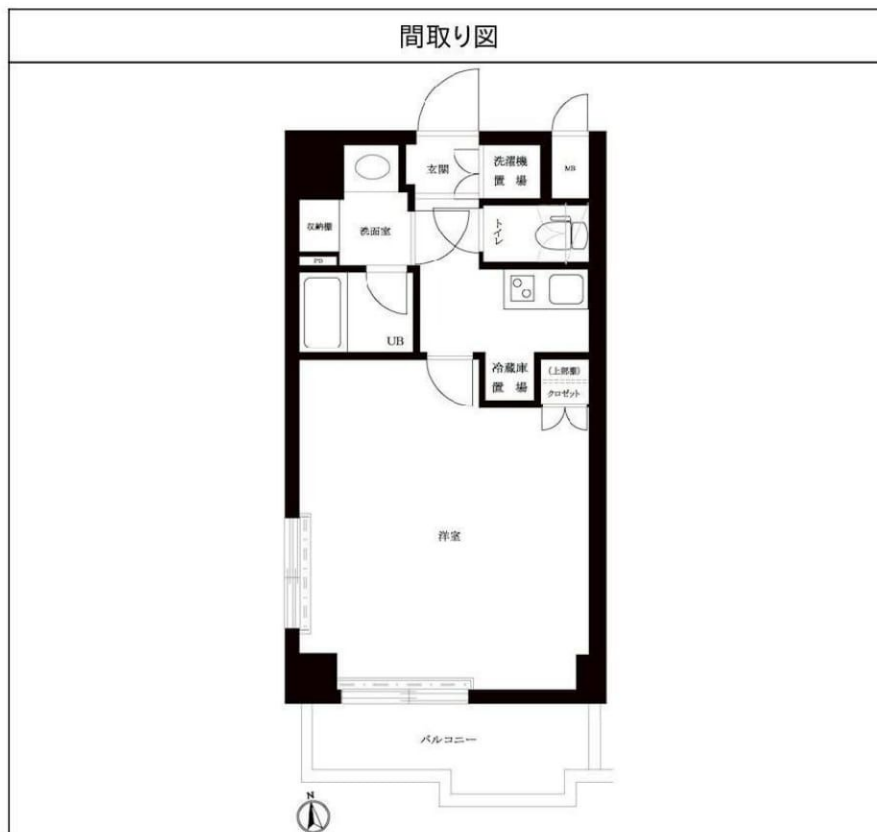 間取り図
玄関
洗濯機
置 場
MB
収納棚
洗面室
トイレ
PS
UB
冷蔵庫
置 場
(上部棚)
クロゼット
洋室
バルコニー
N